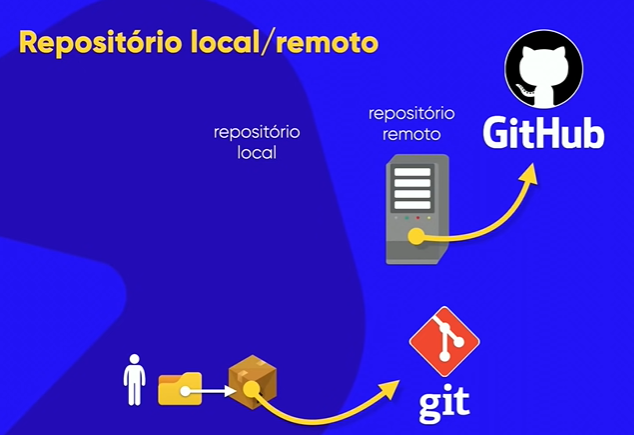 Repositório local/remoto
repositório
local
repositório
remoto
GitHub
git